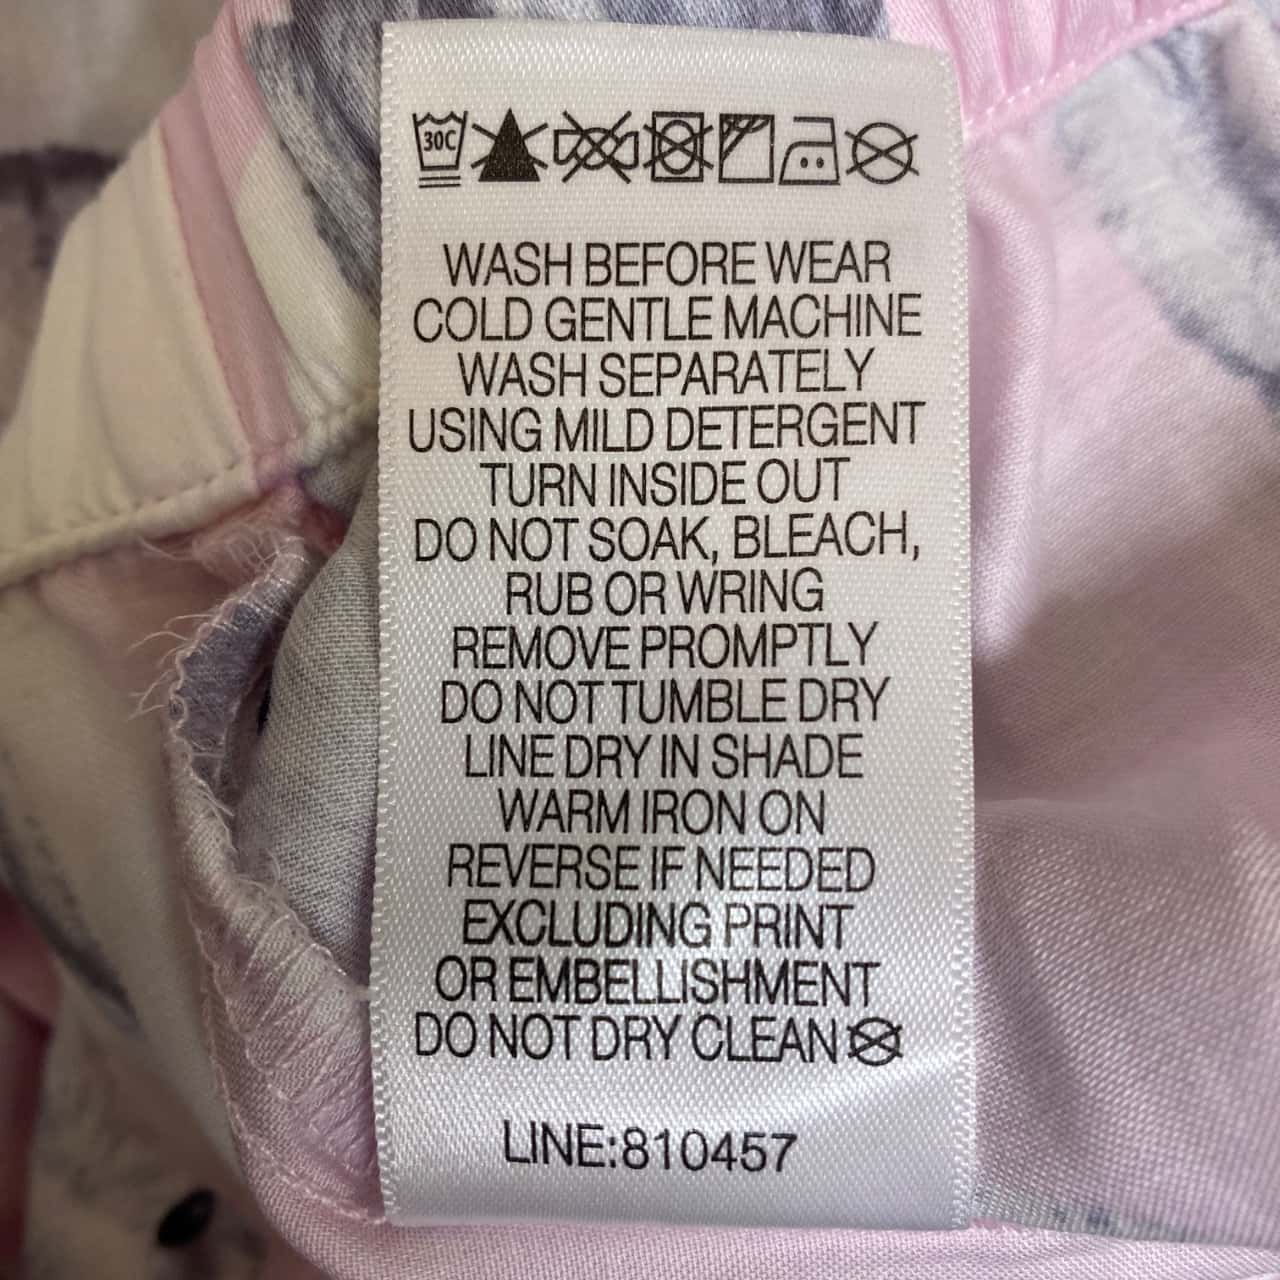 30C
WASH BEFORE WEAR
COLD GENTLE MACHINE
WASH SEPARATELY
USING MILD DETERGENT
TURN INSIDE OUT
DO NOT SOAK, BLEACH,
RUB OR WRING
REMOVE PROMPTLY
DO NOT TUMBLE DRY
LINE DRY IN SHADE
WARM IRON ON
REVERSE IF NEEDED
EXCLUDING PRINT
OR EMBELLISHMENT
DO NOT DRY CLEAN
LINE:810457